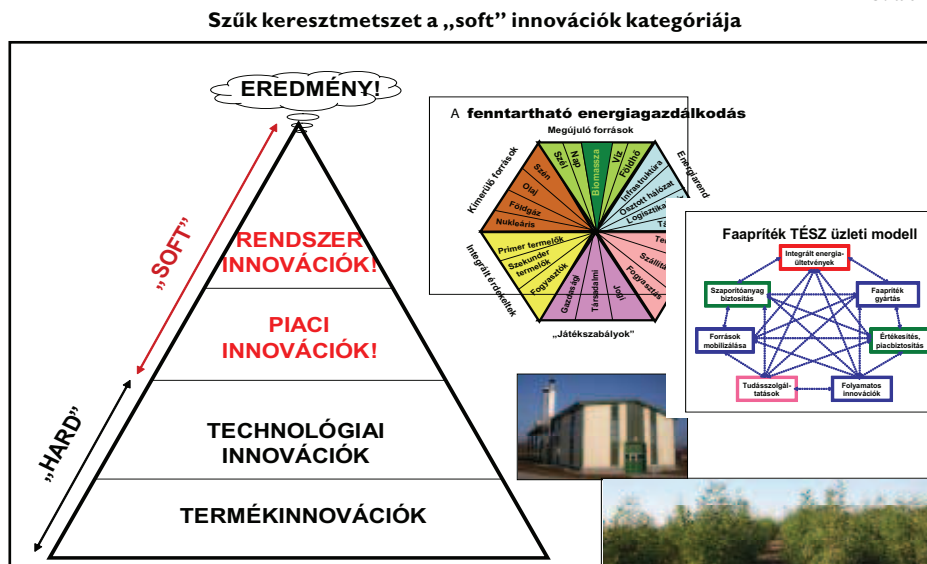 Szűk keresztmetszet a „soft” innovációk kategóriája
EREDMÉNY!
„SOFT”
„HARD”
RENDSZER
INNOVÁCIÓK!
PIACI
INNOVÁCIÓK!
TECHNOLÓGIAI
INNOVÁCIÓK
TERMÉKINNOVÁCIÓK
A fenntartható energiagazdálkodás
Megújuló források
Kimerülő források
Szén
Olaj
Földgáz
Nukleáris
Szél
Nap
Biomassza
Víz
Földhő
Infrastruktúra
Osztott hálózat
Logisztika
Integrált érdekeltek
Primer termelők
Szekunder
termelők
Fogyasztók
Gazdasági
Társadalmi
Jogi
Fogyasztás
„Játékszabályok"
Faapríték TÉSZ üzleti modell
Integrált energia-
ültetvények
Szaporítóanyag
biztosítás
Faapríték
gyártás
Források
mobilizálása
Értékesítés,
piacbiztosítás
Tudásszolgál-
tatások
Folyamatos
innovációk